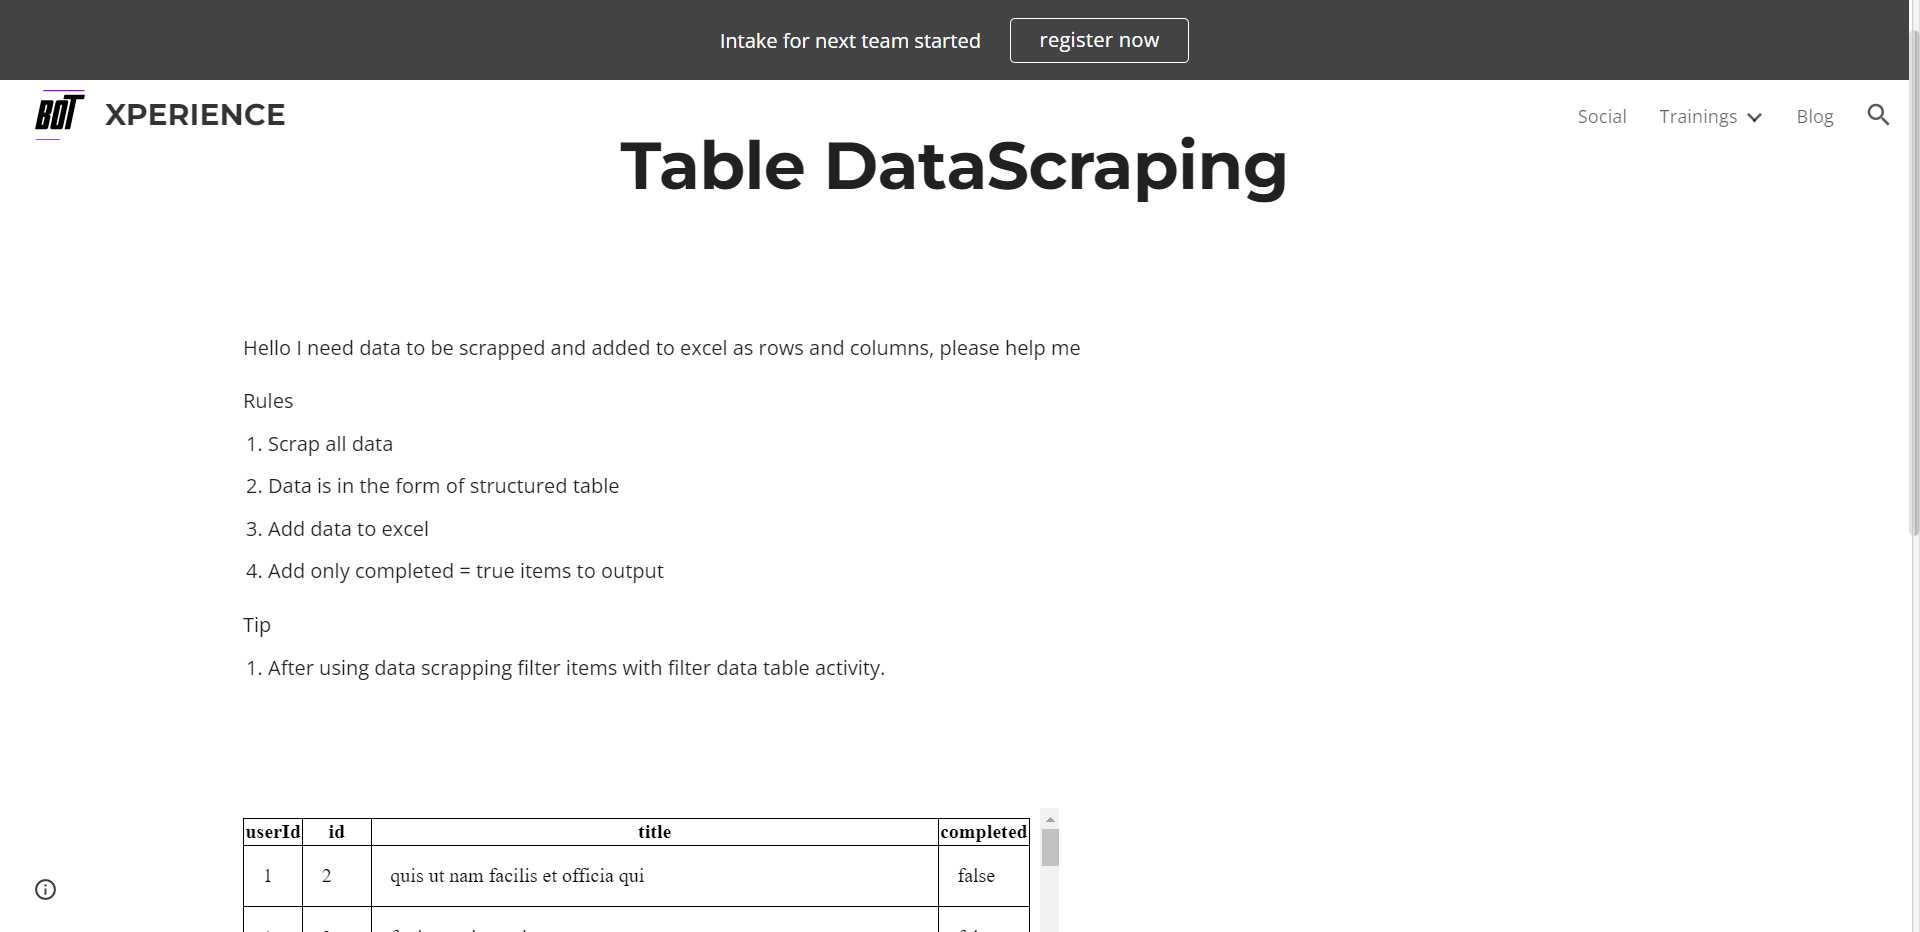 Intake for next team started register now
BOT XPERIENCE
Social Trainings Blog
Table DataScraping
Hello I need data to be scrapped and added to excel as rows and columns, please help me
Rules
1. Scrap all data
2. Data is in the form of structured table
3. Add data to excel
4. Add only completed = true items to output
Tip
1. After using data scrapping filter items with filter data table activity.
userId id title completed
1 2 quis ut nam facilis et officia qui false